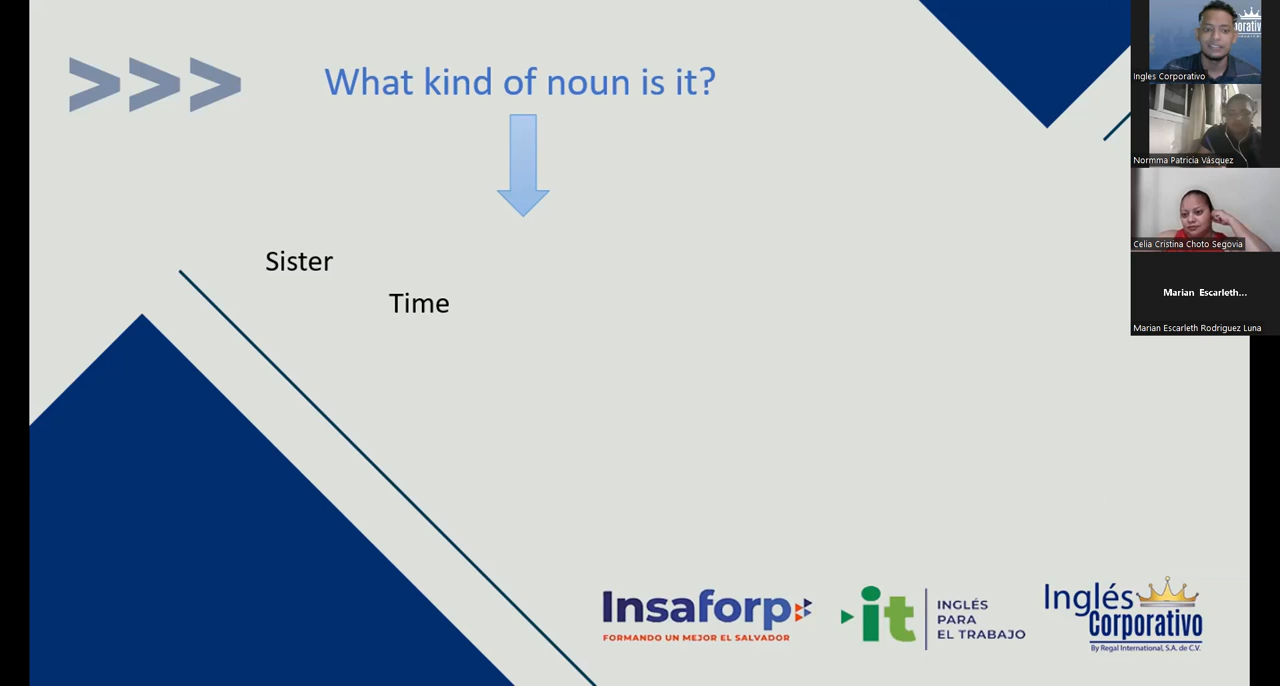 >>> What kind of noun is it?
Sister
Time
Insaforp
FORMANDO UN MEJOR EL SALVADOR
it
INGLÉS
PARA
EL TRABAJO
Inglés
Corporativo
By Regal International, S.A. de C.V.
orativo
Ingles Corporativo
Normma Patricia Vásquez
Celia Cristina Choto Segovia
Marian Escarleth...
Marian Escarleth Rodriguez Luna